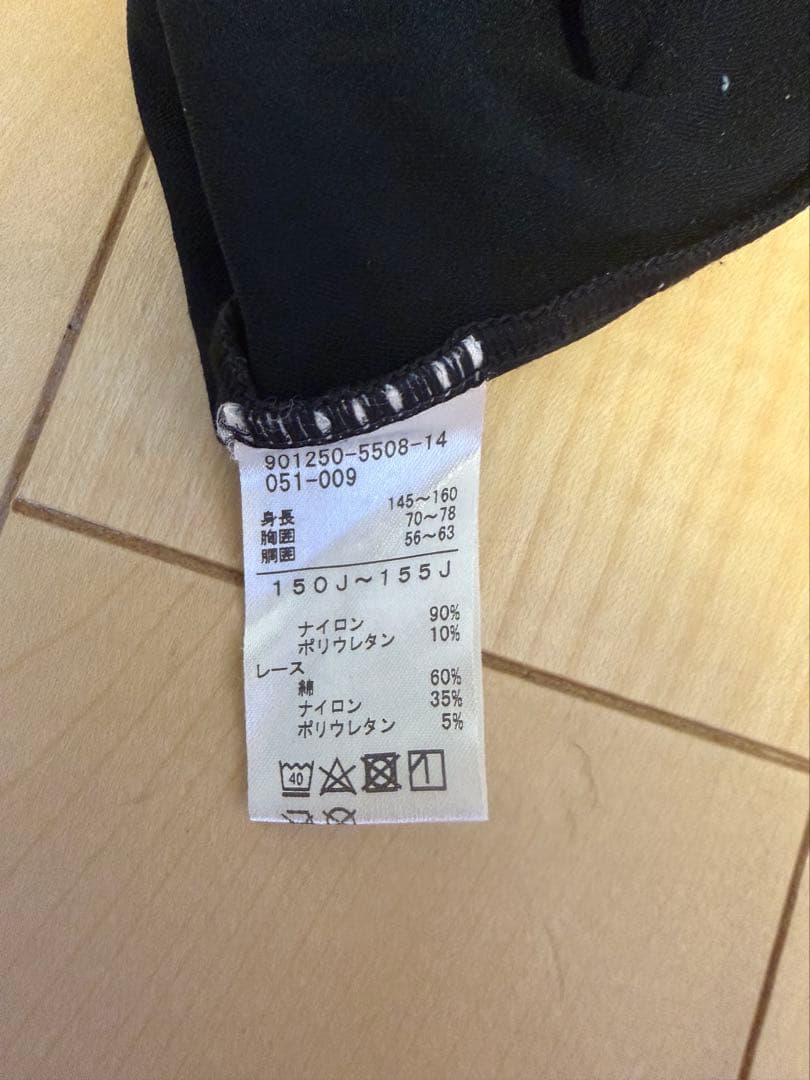 901250-5508-14
051-009
身長 145〜160
胸囲 70〜78
胴囲 56〜63
150J〜155J
ナイロン 90%
ポリウレタン 10%
レース
綿 60%
ナイロン 35%
ポリウレタン 5%
40